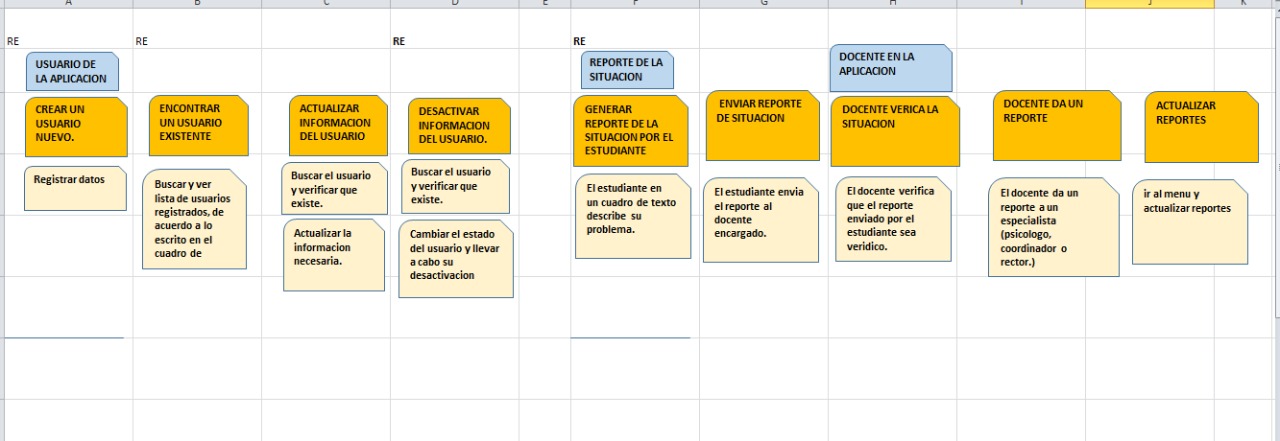 A B C D E F G H I J K
RE RE RE RE
USUARIO DE
LA APLICACION
REPORTE DE LA
SITUACION
DOCENTE EN LA
APLICACION
CREAR UN
USUARIO
NUEVO.
ENCONTRAR
UN USUARIO
EXISTENTE
ACTUALIZAR
INFORMACION
DEL USUARIO
DESACTIVAR
INFORMACION
DEL USUARIO.
GENERAR
REPORTE DE LA
SITUACION POR EL
ESTUDIANTE
ENVIAR REPORTE
DE SITUACION
DOCENTE VERICA LA
SITUACION
DOCENTE DA UN
REPORTE
ACTUALIZAR
REPORTES
Registrar datos
Buscar y ver
lista de usuarios
registrados, de
acuerdo a lo
escrito en el
cuadro de
Buscar el usuario
y verificar que
existe.
Actualizar la
informacion
necesaria.
Buscar el usuario
y verificar que
existe.
Cambiar el estado
del usuario y llevar
a cabo su
desactivacion
El estudiante en
un cuadro de texto
describe su
problema.
El estudiante envia
el reporte al
docente
encargado.
El docente verifica
que el reporte
enviado por el
estudiante sea
veridico.
El docente da un
reporte a un
especialista
(psicologo,
coordinador o
rector.)
ir al menu y
actualizar reportes